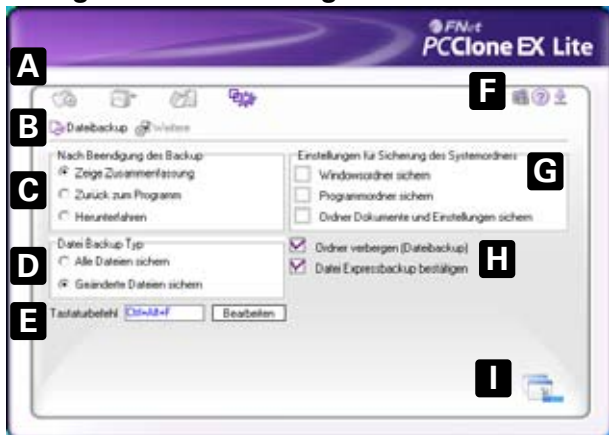 FNet
PCClone EX Lite
A
F
B
Dateibackup Weitere
Nach Beendigung des Backup
Einstellungen für Sicherung des Systemordners
G
C
Zeige Zusammenfassung
Windowsordner sichern
Zurück zum Programm
Programmordner sichern
Herunterfahren
Ordner Dokumente und Einstellungen sichern
Datei Backup Typ
Ordner verbergen (Dateibackup)
H
D
Alle Dateien sichern
Datei Expressbackup bestätigen
Geänderte Dateien sichern
E
Tastaturbefehl Ctrl+Alt+F Bearbeiten
I